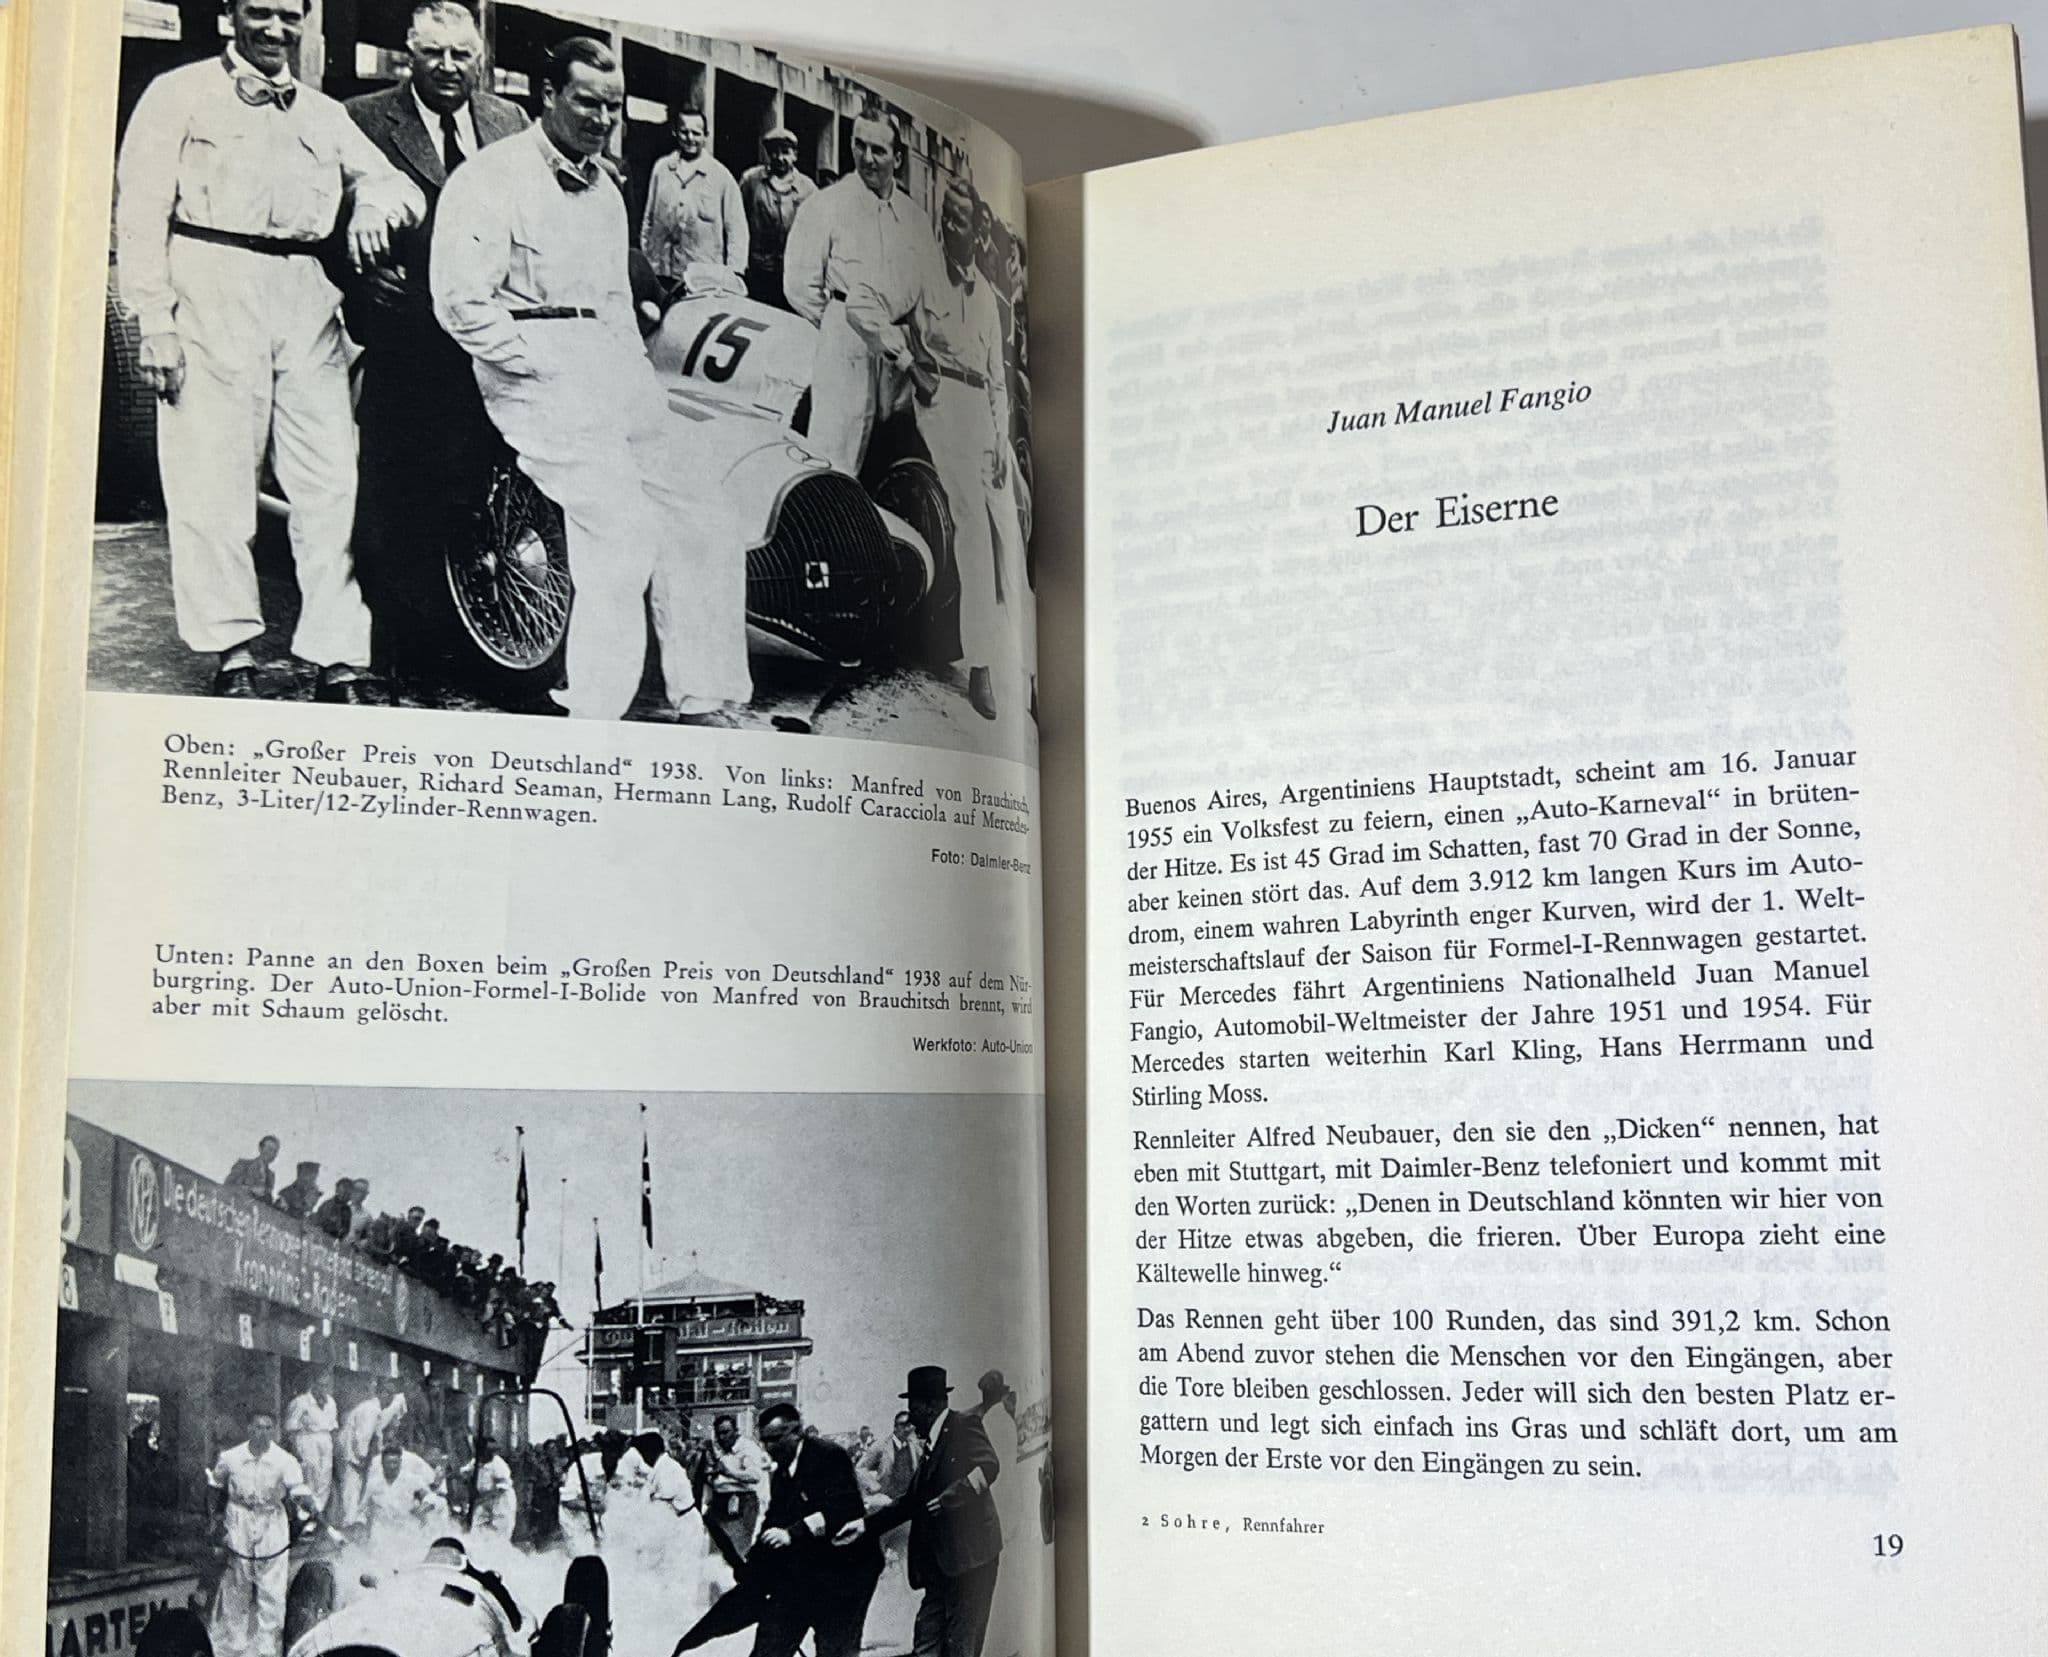 15
Oben: „Großer Preis von Deutschland“ 1938. Von links: Manfred von Brauchitsch,
Rennleiter Neubauer, Richard Seaman, Hermann Lang, Rudolf Caracciola auf Mercedes-
Benz, 3-Liter/12-Zylinder-Rennwagen.
Foto: Daimler-Benz
Unten: Panne an den Boxen beim „Großen Preis von Deutschland“ 1938 auf dem Nür-
burgring. Der Auto-Union-Formel-I-Bolide von Manfred von Brauchitsch brennt, wird
aber mit Schaum gelöscht.
Werkfoto: Auto-Union
Die deutschen
Kronprinz-
8
7
Juan Manuel Fangio
Der Eiserne
Buenos Aires, Argentiniens Hauptstadt, scheint am 16. Januar
1955 ein Volksfest zu feiern, einen „Auto-Karneval“ in brüten-
der Hitze. Es ist 45 Grad im Schatten, fast 70 Grad in der Sonne,
aber keinen stört das. Auf dem 3.912 km langen Kurs im Auto-
drom, einem wahren Labyrinth enger Kurven, wird der 1. Welt-
meisterschaftslauf der Saison für Formel-I-Rennwagen gestartet.
Für Mercedes fährt Argentiniens Nationalheld Juan Manuel
Fangio, Automobil-Weltmeister der Jahre 1951 und 1954. Für
Mercedes starten weiterhin Karl Kling, Hans Herrmann und
Stirling Moss.
Rennleiter Alfred Neubauer, den sie den „Dicken“ nennen, hat
eben mit Stuttgart, mit Daimler-Benz telefoniert und kommt mit
den Worten zurück: „Denen in Deutschland könnten wir hier von
der Hitze etwas abgeben, die frieren. Über Europa zieht eine
Kältewelle hinweg.“
Das Rennen geht über 100 Runden, das sind 391,2 km. Schon
am Abend zuvor stehen die Menschen vor den Eingängen, aber
die Tore bleiben geschlossen. Jeder will sich den besten Platz er-
gattern und legt sich einfach ins Gras und schläft dort, um am
Morgen der Erste vor den Eingängen zu sein.
2 Sohre, Rennfahrer
19